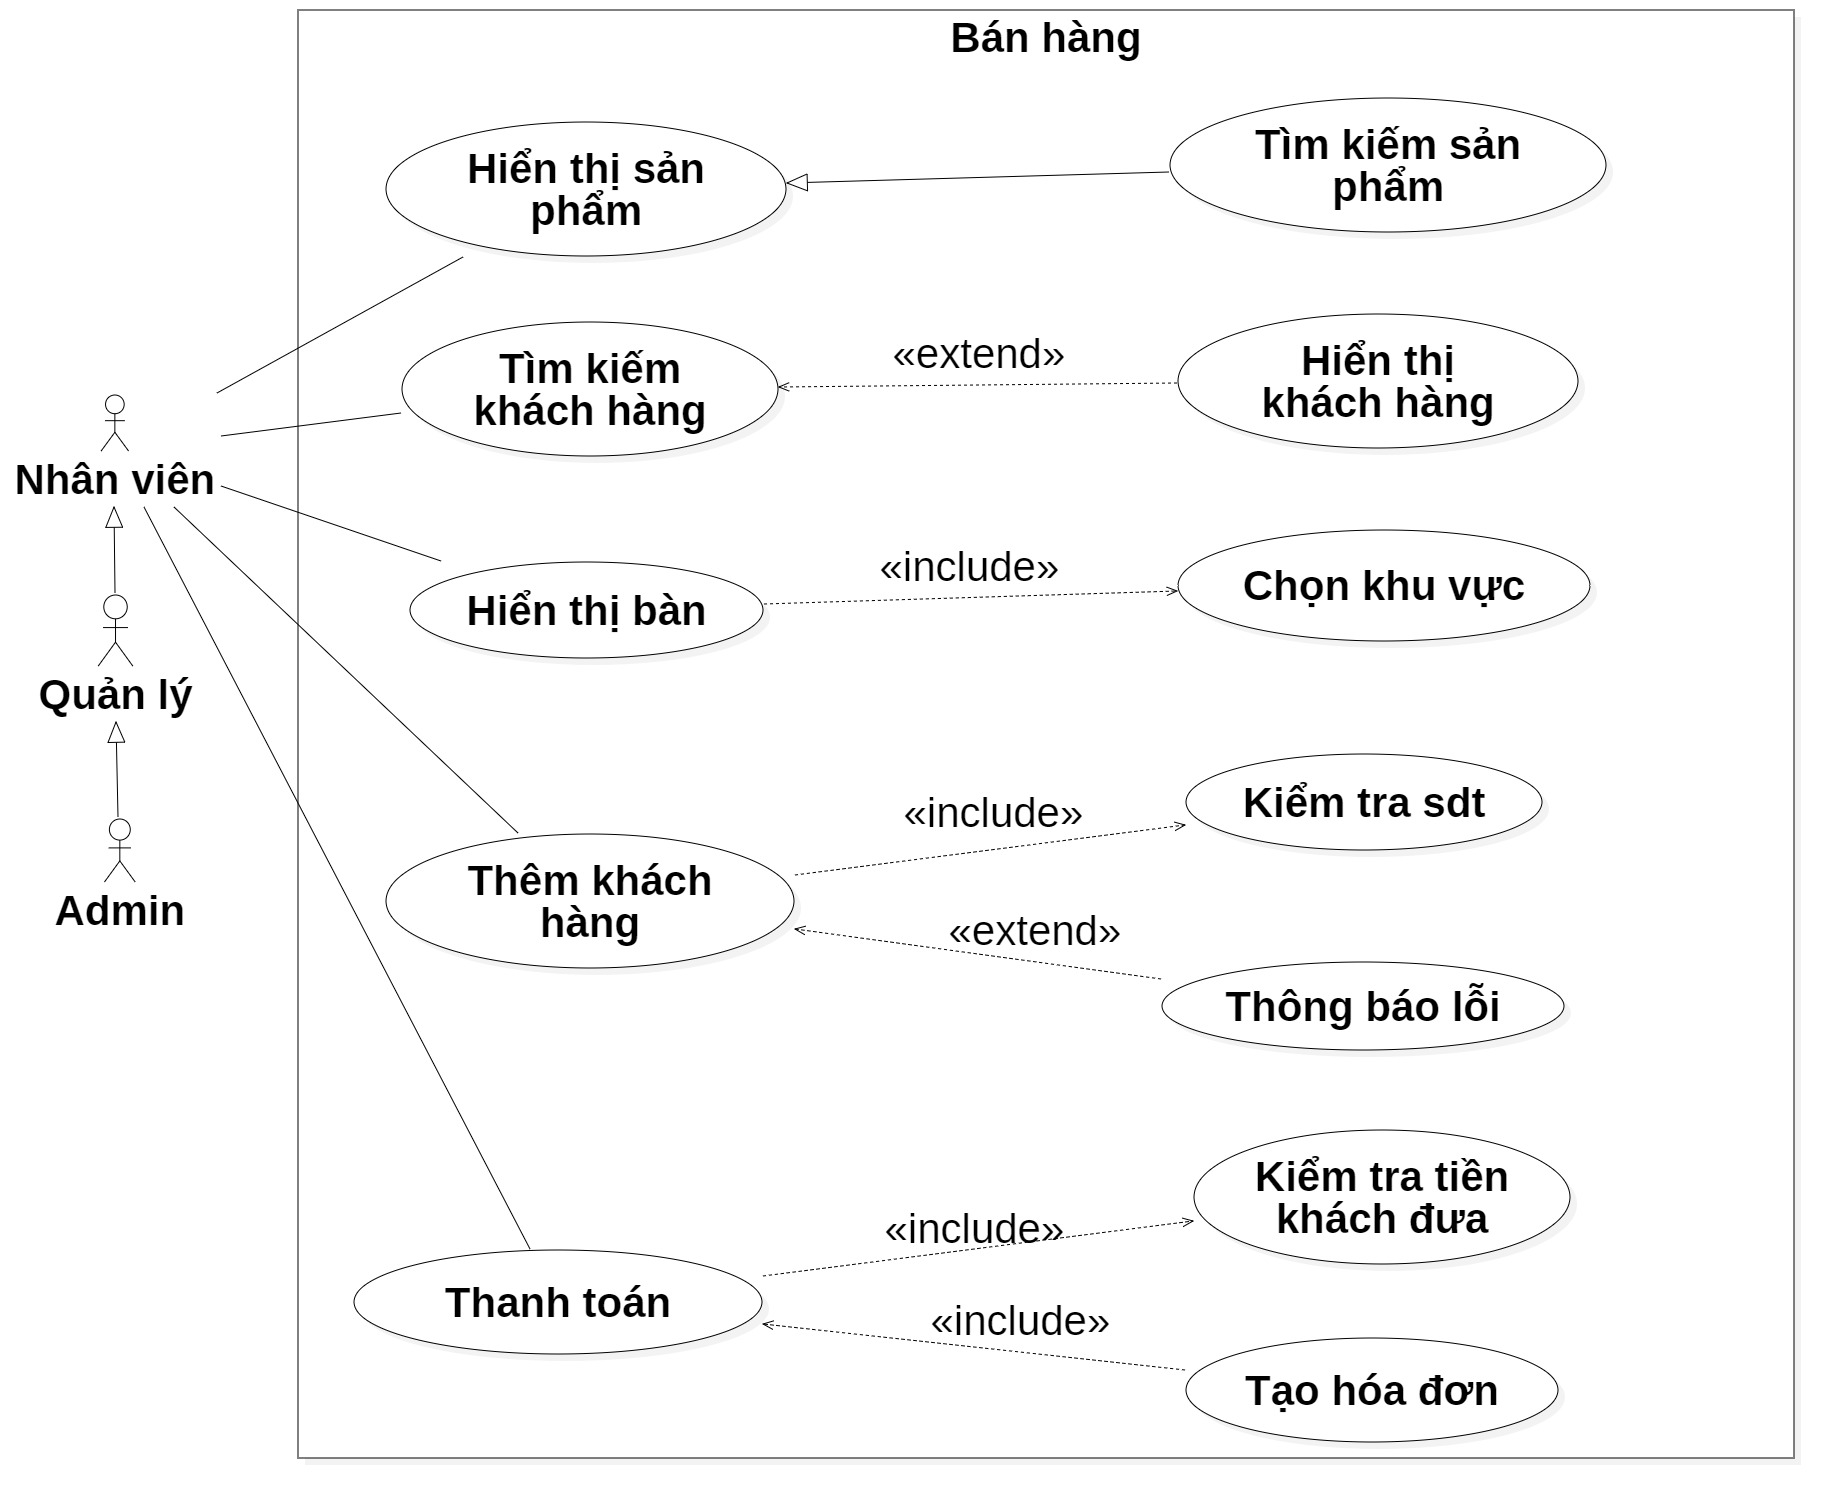 Bán hàng
Hiển thị sản
phẩm
Tìm kiếm sản
phẩm
Tìm kiếm
khách hàng
«extend»
Hiển thị
khách hàng
Nhân viên
Hiển thị bàn
«include»
Chọn khu vực
Quản lý
Admin
Thêm khách
hàng
«include»
Kiểm tra sdt
«extend»
Thông báo lỗi
Thanh toán
«include»
Kiểm tra tiền
khách đưa
«include»
Tạo hóa đơn